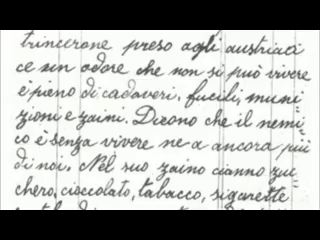 trincerone preso agli austriaci
ce un odore che non si può vivere
è pieno di cadaveri, fucili, muni
zioni e zaini. Dicono che il nemi
co è senza vivere ne a ancora più
di noi. Nel suo zaino cianno zuc
chero, cioccolato, tabacco, sigarette